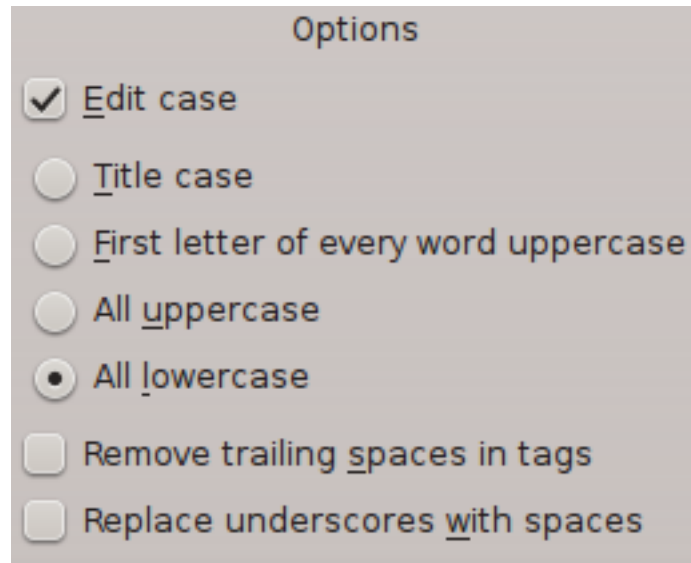 Options
Edit case
Title case
First letter of every word uppercase
All uppercase
All lowercase
Remove trailing spaces in tags
Replace underscores with spaces